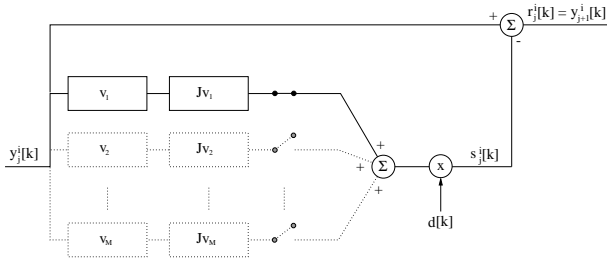 + Σ r_j^i[k] = y_{j+1}^i[k]
-
v_1 Jv_1
y_j^i[k] v_2 Jv_2 + s_j^i[k]
+ Σ x
+
v_M Jv_M d[k]